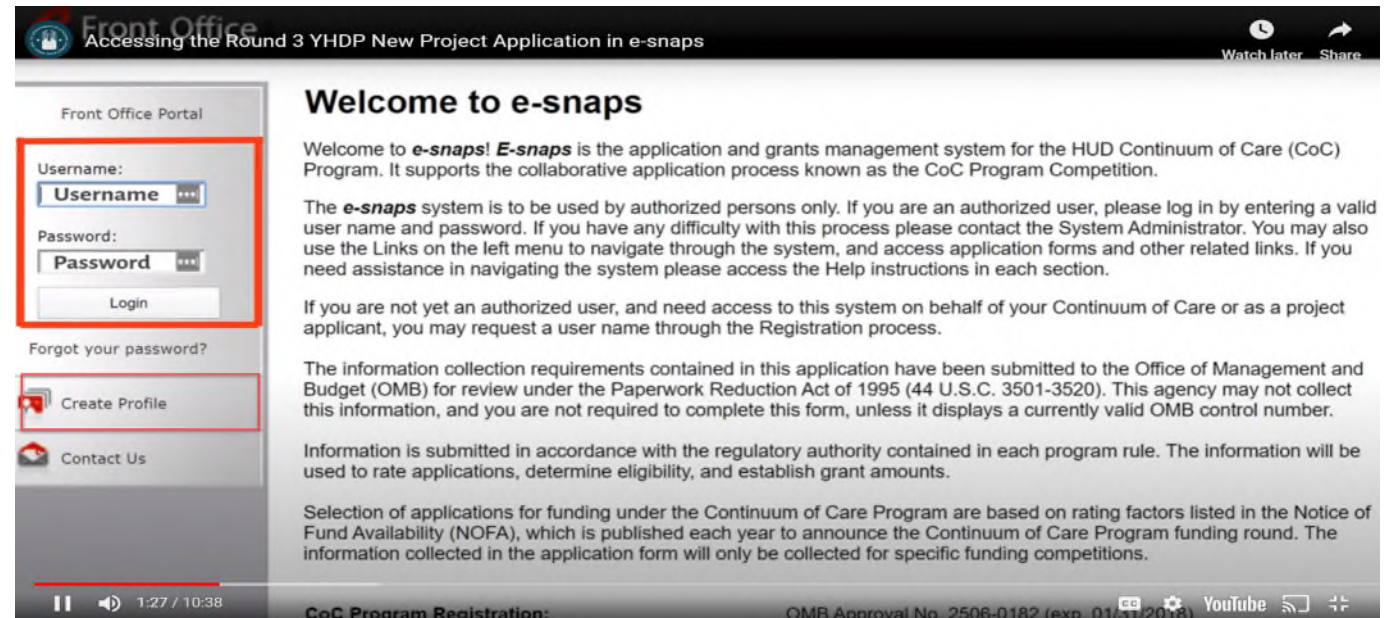 Front Office
Accessing the Round 3 YHDP New Project Application in e-snaps
Watch later Share
Front Office Portal
Username:
Username
Password:
Password
Login
Forgot your password?
Create Profile
Contact Us
Welcome to e-snaps
Welcome to e-snaps! E-snaps is the application and grants management system for the HUD Continuum of Care (CoC)
Program. It supports the collaborative application process known as the CoC Program Competition.
The e-snaps system is to be used by authorized persons only. If you are an authorized user, please log in by entering a valid
user name and password. If you have any difficulty with this process please contact the System Administrator. You may also
use the Links on the left menu to navigate through the system, and access application forms and other related links. If you
need assistance in navigating the system please access the Help instructions in each section.
If you are not yet an authorized user, and need access to this system on behalf of your Continuum of Care or as a project
applicant, you may request a user name through the Registration process.
The information collection requirements contained in this application have been submitted to the Office of Management and
Budget (OMB) for review under the Paperwork Reduction Act of 1995 (44 U.S.C. 3501-3520). This agency may not collect
this information, and you are not required to complete this form, unless it displays a currently valid OMB control number.
Information is submitted in accordance with the regulatory authority contained in each program rule. The information will be
used to rate applications, determine eligibility, and establish grant amounts.
Selection of applications for funding under the Continuum of Care Program are based on rating factors listed in the Notice of
Fund Availability (NOFA), which is published each year to announce the Continuum of Care Program funding round. The
information collected in the application form will only be collected for specific funding competitions.
CoC Program Registration: OMB Approval No. 2506-0182 (exp. 01/31/2018)
1:27 / 10:38
CC YouTube